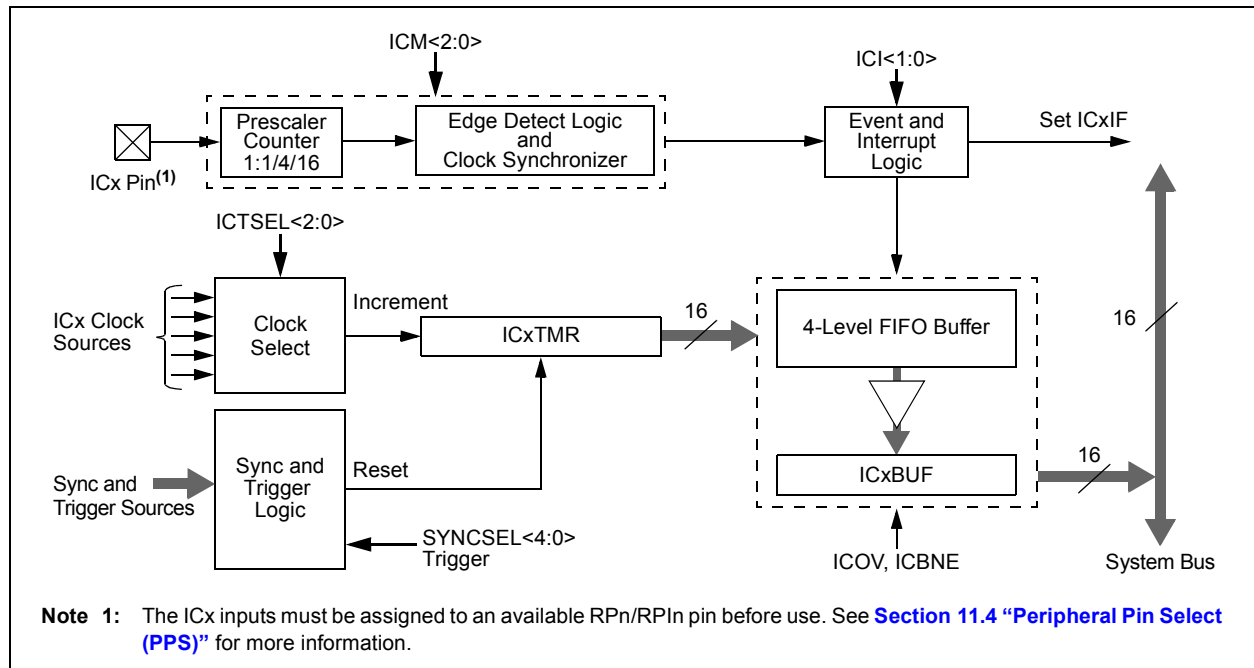 ICM<2:0>
ICI<1:0>
Prescaler
Counter
1:1/4/16
Edge Detect Logic
and
Clock Synchronizer
Event and
Interrupt
Logic
Set ICxIF
ICx Pin(1)
ICTSEL<2:0>
ICx Clock
Sources
Clock
Select
Increment
ICxTMR
16
4-Level FIFO Buffer
16
Sync and
Trigger Sources
Sync and
Trigger
Logic
Reset
ICxBUF
16
SYNCSEL<4:0>
Trigger
ICOV, ICBNE
System Bus
Note 1: The ICx inputs must be assigned to an available RPn/RPIn pin before use. See Section 11.4 “Peripheral Pin Select
(PPS)” for more information.